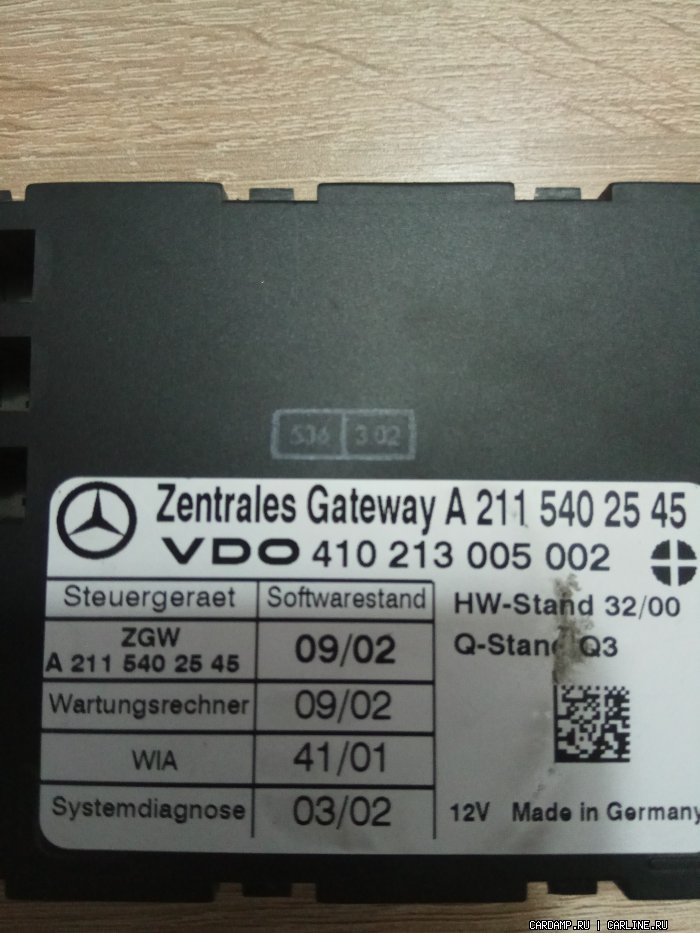 536 3 02
Zentrales Gateway A 211 540 25 45
VDO 410 213 005 002
Steuergeraet Softwarestand
HW-Stand 32/00
ZGW
A 211 540 25 45
09/02
Q-Stand Q3
Wartungsrechner 09/02
WIA 41/01
Systemdiagnose 03/02
12V Made in Germany
CARDAMP.RU | CARLINE.RU